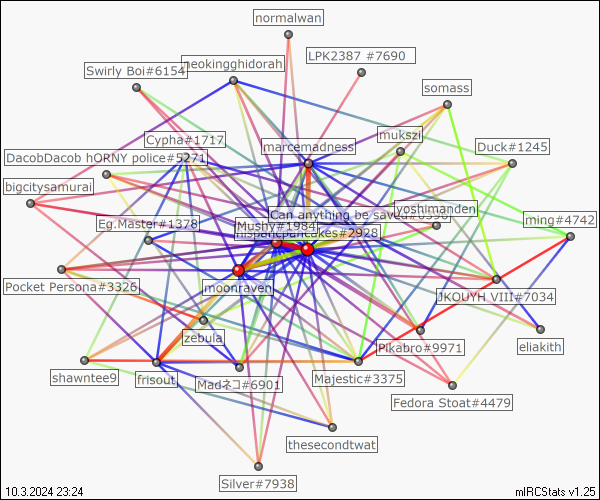 normalwan
LPK2387 #7690
neokingghidorah
Swirly Boi#6154
somass
mukszi
Cypha#1717
marcemadness
Duck#1245
DacobDacob hORNY police#5271
bigcitysamurai
yoshimanden
Can anything be saved?
ming#4742
Eg.Master#1378
Mushy#1984
#2928
Pocket Persona#3326
moonraven
JKOUYH VIII#7034
zebula
Pikabro#9971
eliakith
shawntee9
frisout
Madネコ#6901
Majestic#3375
Fedora Stoat#4479
thesecondtwat
Silver#7938
10.3.2024 23:24
mIRCStats v1.25